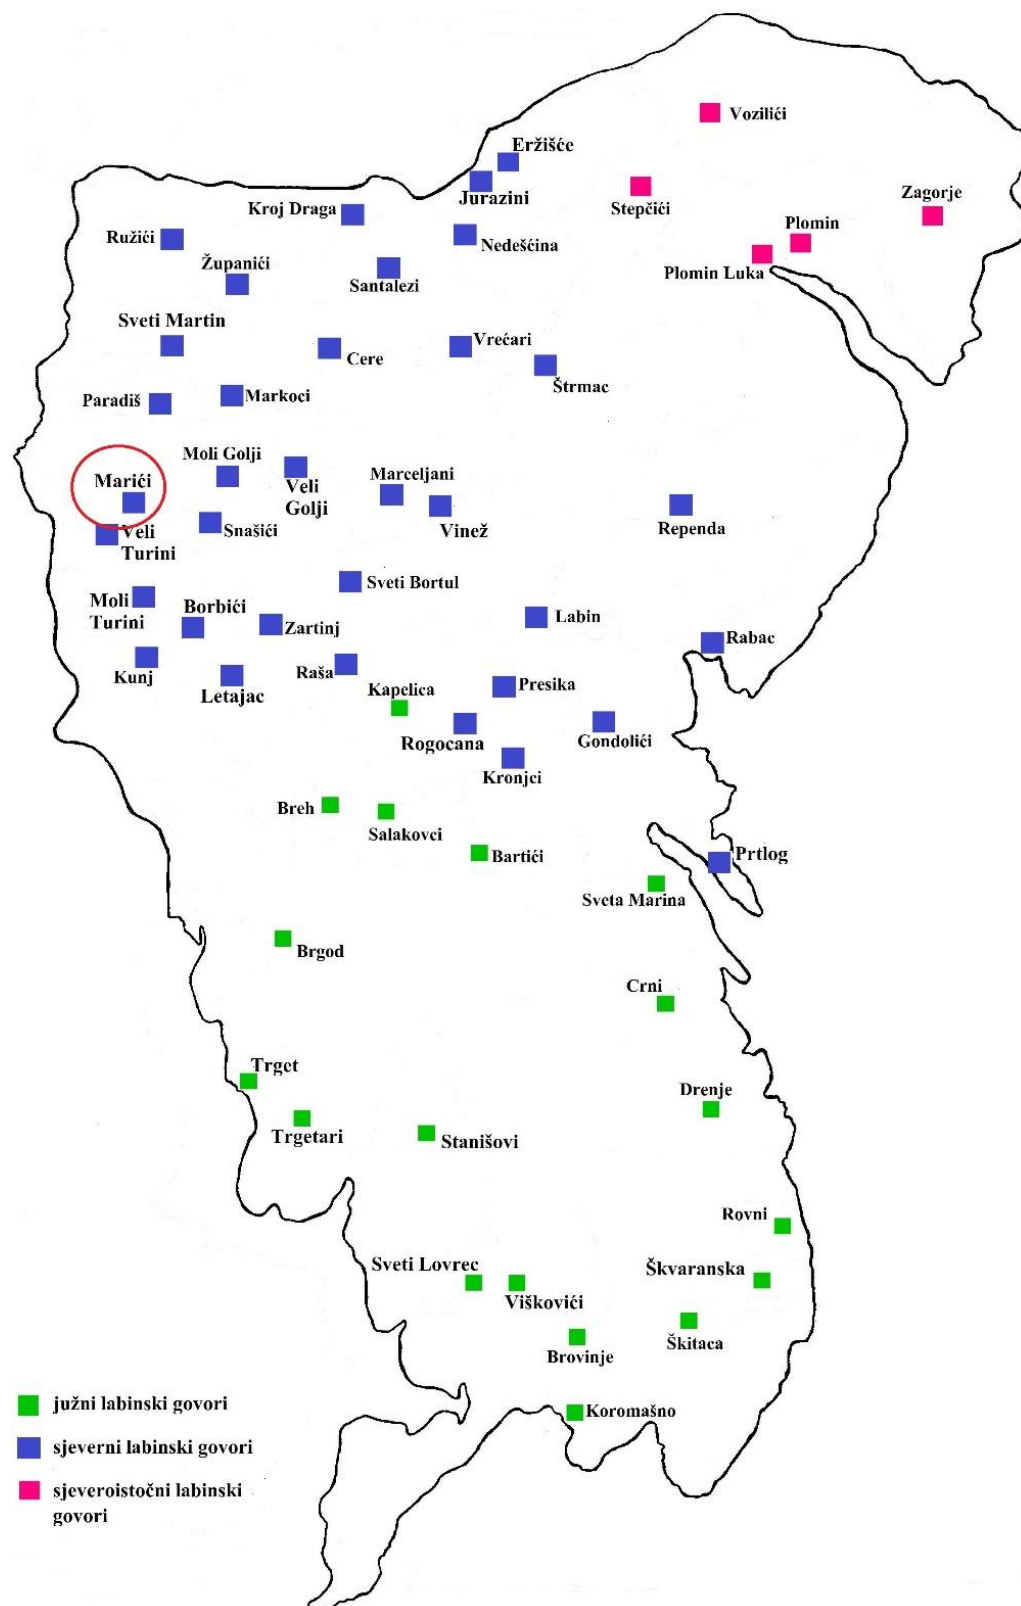 Vozilići
Eržišće
Jurazini
Stepčići
Zagorje
Kroj Draga
Plomin
Ružići
Nedešćina
Županići
Plomin Luka
Santalezi
Sveti Martin
Vrećari
Cere
Štrmac
Markoci
Paradiš
Moli Golji
Marići
Marceljani
Veli
Golji
Snašići
Vinež
Rependa
Veli
Turini
Sveti Bortul
Moli
Turini
Borbići
Zartinj
Labin
Rabac
Kunj
Raša
Letajac
Kapelica
Presika
Rogocana
Gondolići
Kronjci
Breh
Salakovci
Bartići
Prtlog
Sveta Marina
Brgod
Crni
Trget
Drenje
Trgetari
Stanišovi
Rovni
Sveti Lovrec
Škvaranska
Viškovići
Škitaca
Brovinje
Koromašno
južni labinski govori
sjeverni labinski govori
sjeveroistočni labinski
govori